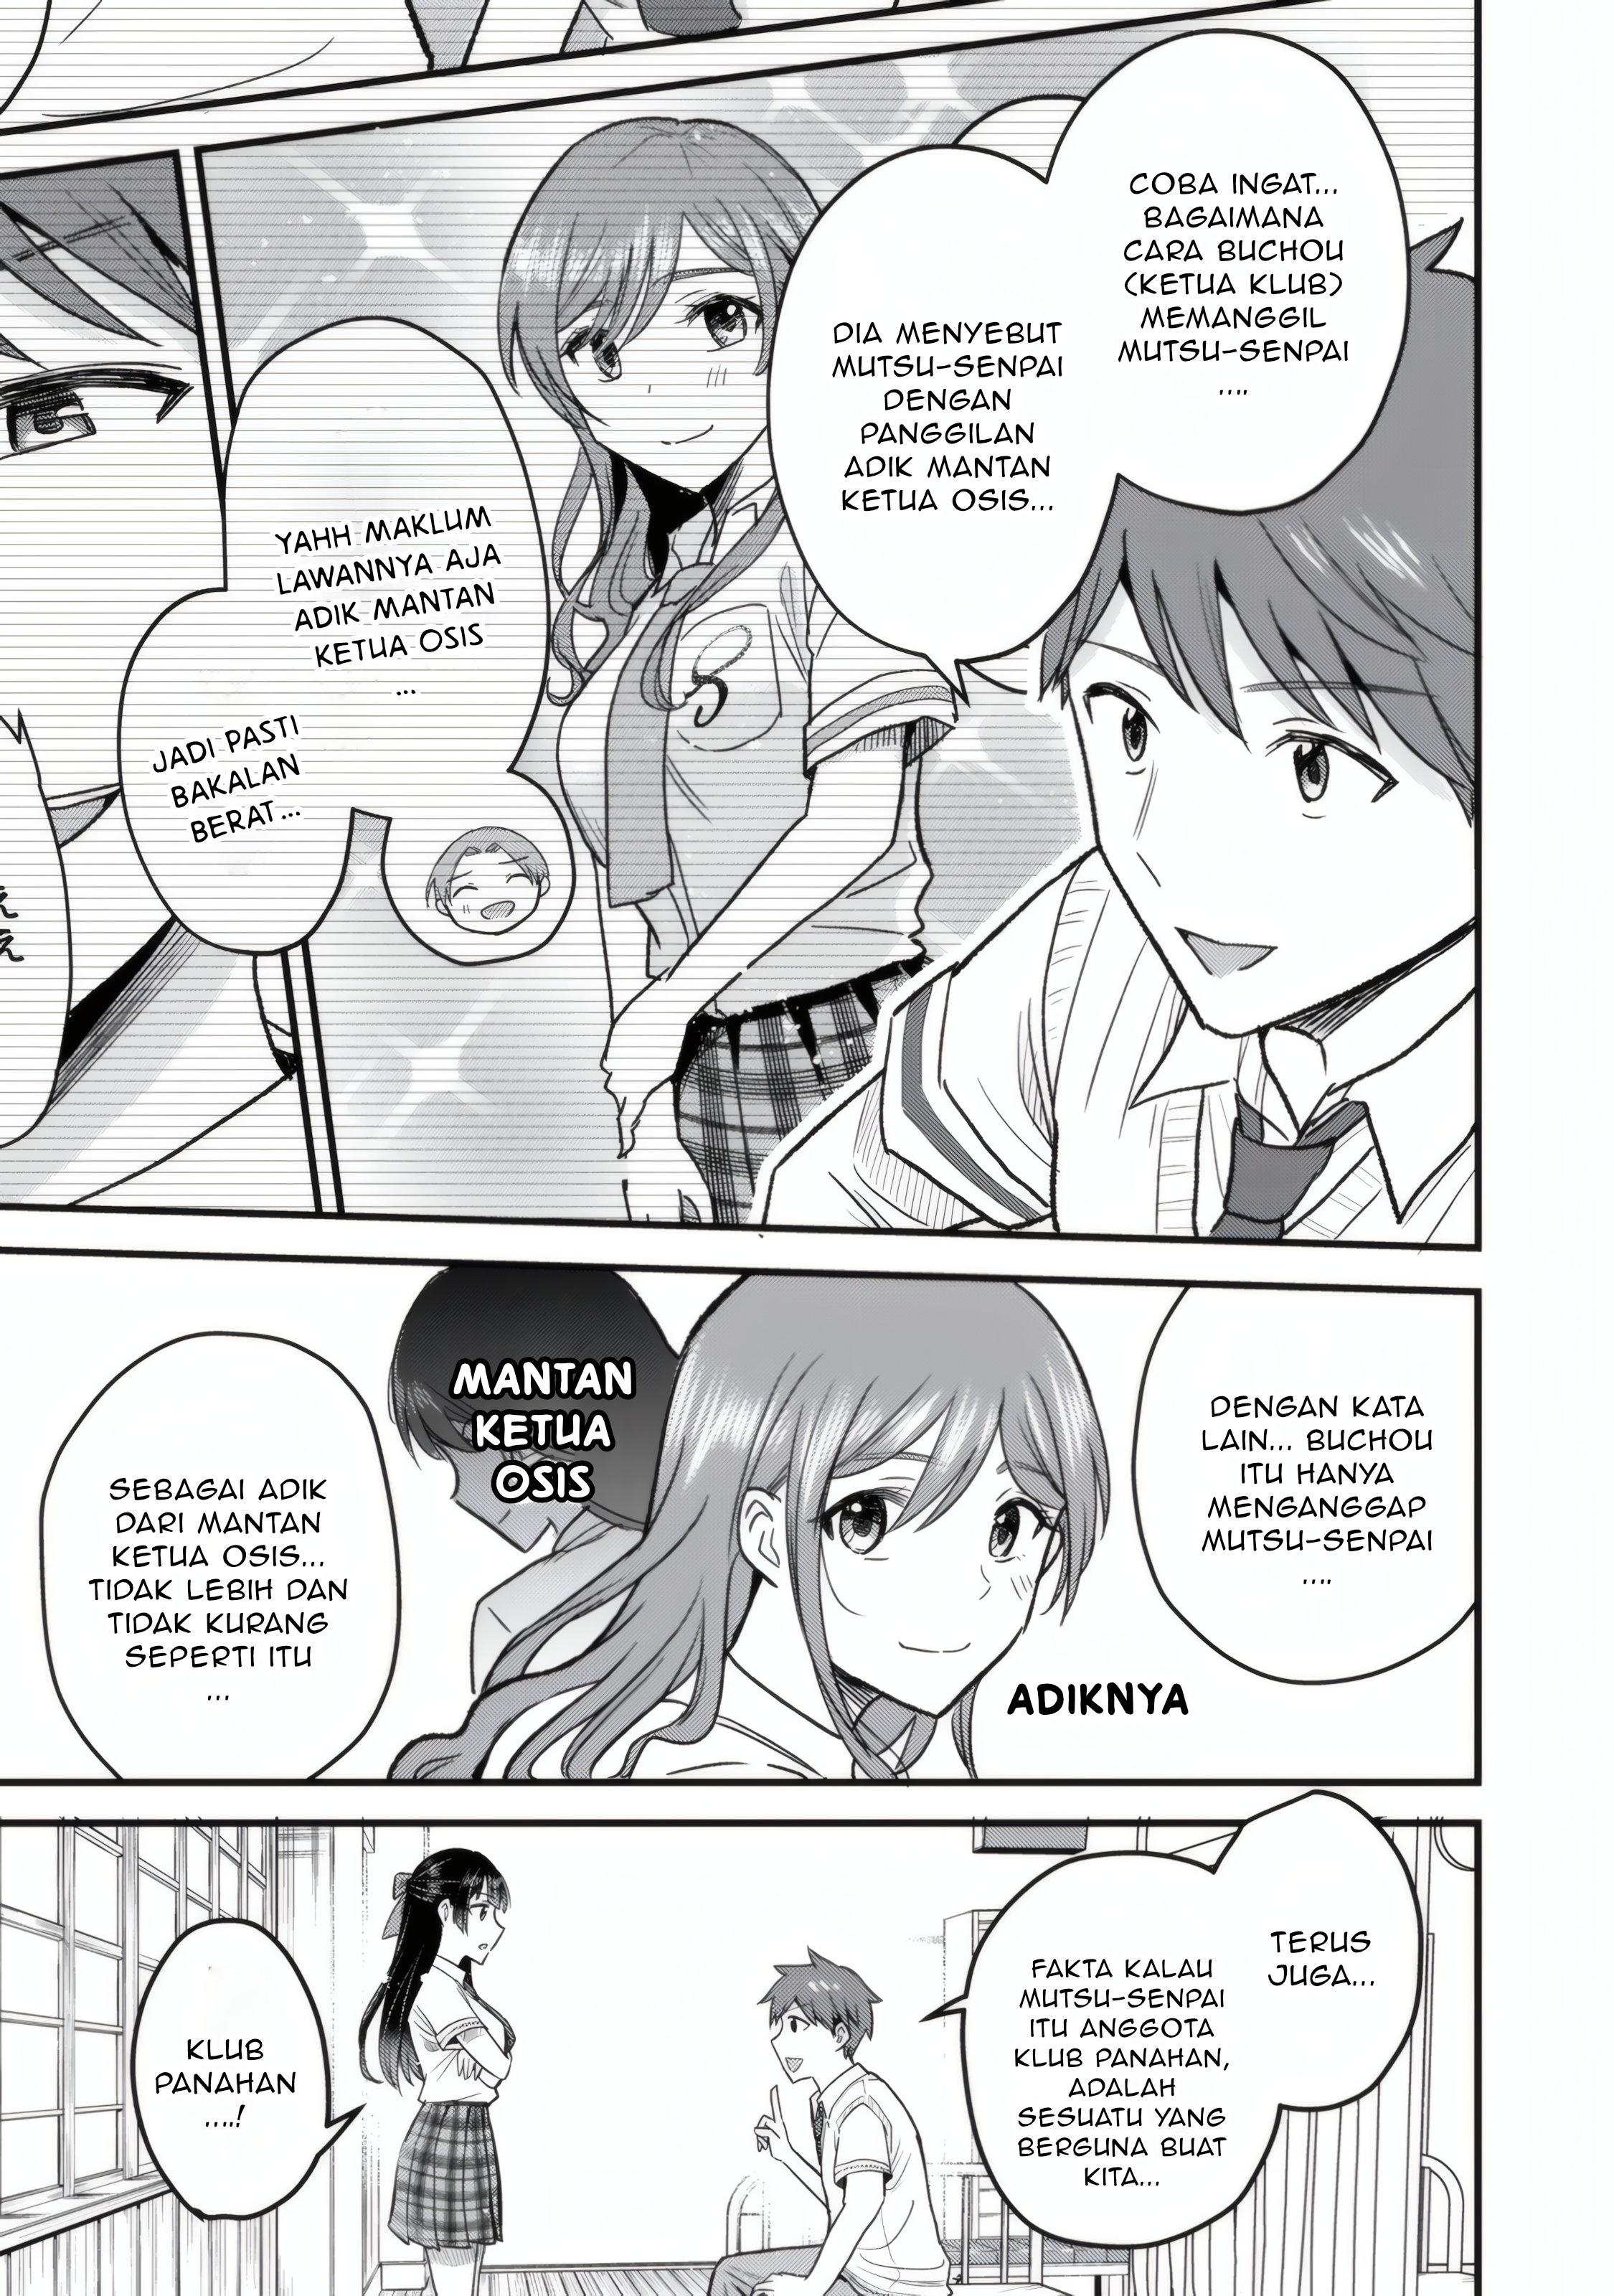 COBA INGAT...
BAGAIMANA
CARA BUCHOU
(KETUA KLUB)
MEMANGGIL
MUTSU-SENPAI
....
DIA MENYEBUT
MUTSU-SENPAI
DENGAN
PANGGILAN
ADIK MANTAN
KETUA OSIS...
YAHH MAKLUM
LAWANNYA AJA
ADIK MANTAN
KETUA OSIS
...
JADI PASTI
BAKALAN
BERAT...
え
え
DENGAN KATA
LAIN... BUCHOU
ITU HANYA
MENGANGGAP
MUTSU-SENPAI
....
ADIKNYA
MANTAN
KETUA
OSIS
SEBAGAI ADIK
DARI MANTAN
KETUA OSIS...
TIDAK LEBIH DAN
TIDAK KURANG
SEPERTI ITU
...
TERUS
JUGA...
FAKTA KALAU
MUTSU-SENPAI
ITU ANGGOTA
KLUB PANAHAN,
ADALAH
SESUATU YANG
BERGUNA BUAT
KITA...
KLUB
PANAHAN
....!